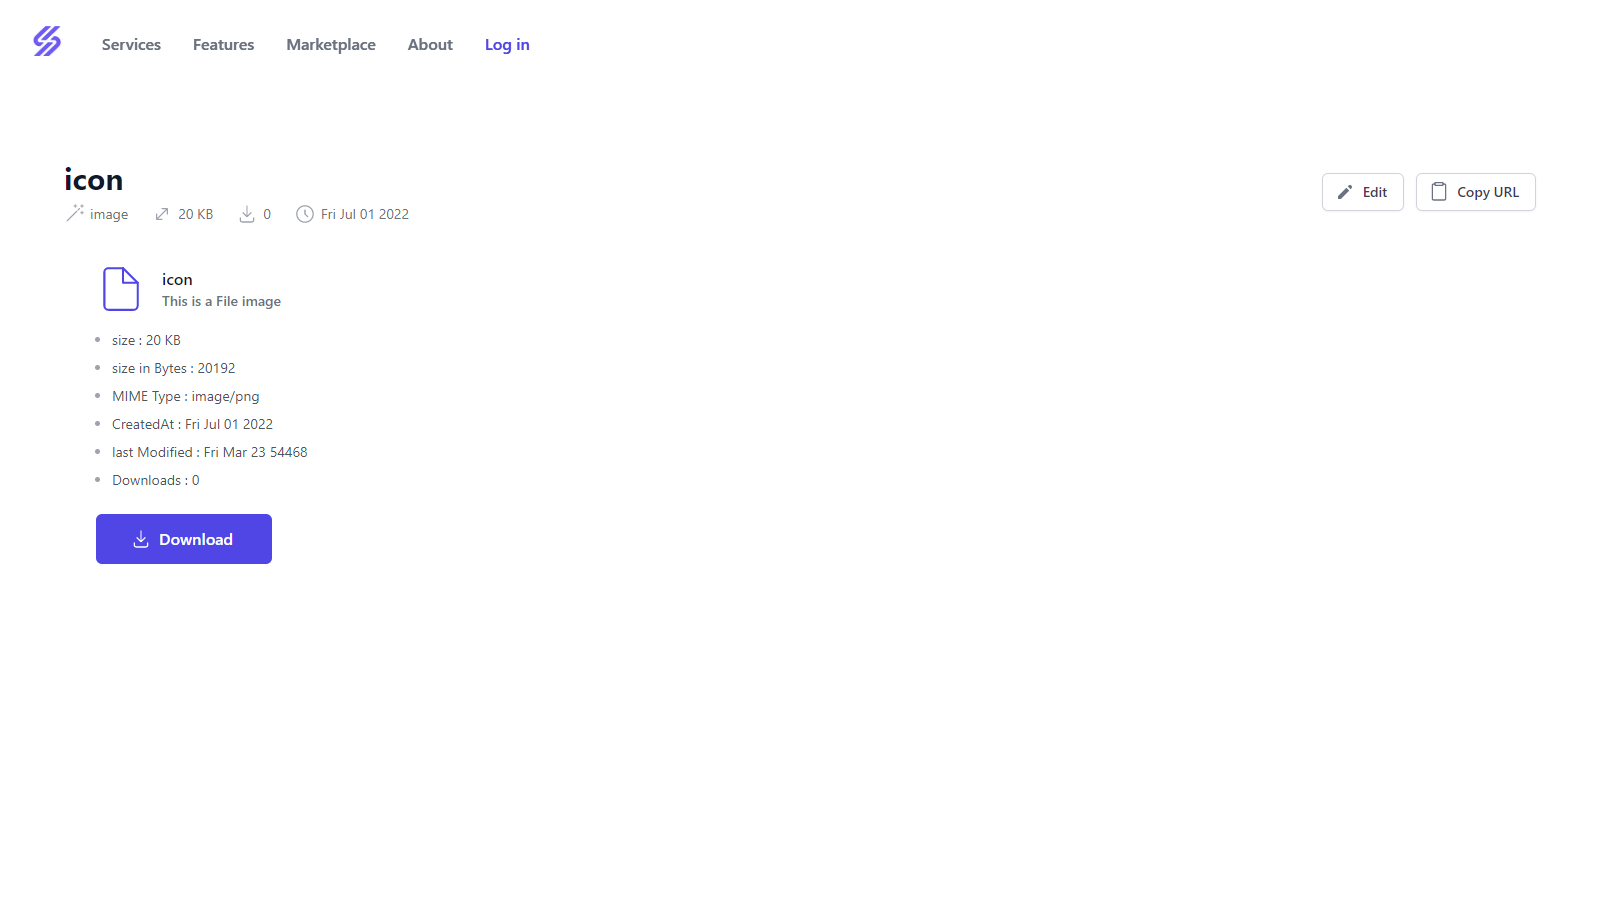 Services Features Marketplace About Log in
icon
Edit Copy URL
image 20 KB 0 Fri Jul 01 2022
icon
This is a File image
size : 20 KB
size in Bytes : 20192
MIME Type : image/png
CreatedAt : Fri Jul 01 2022
last Modified : Fri Mar 23 54468
Downloads : 0
Download